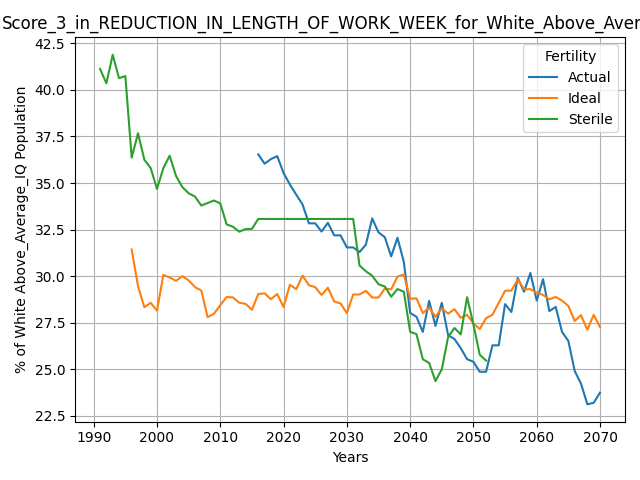 Score_3_in_REDUCTION_IN_LENGTH_OF_WORK_WEEK_for_White_Above_Aver
42.5
40.0
37.5
35.0
32.5
30.0
27.5
25.0
22.5
% of White Above_Average_IQ Population
Fertility
Actual
Ideal
Sterile
1990 2000 2010 2020 2030 2040 2050 2060 2070
Years